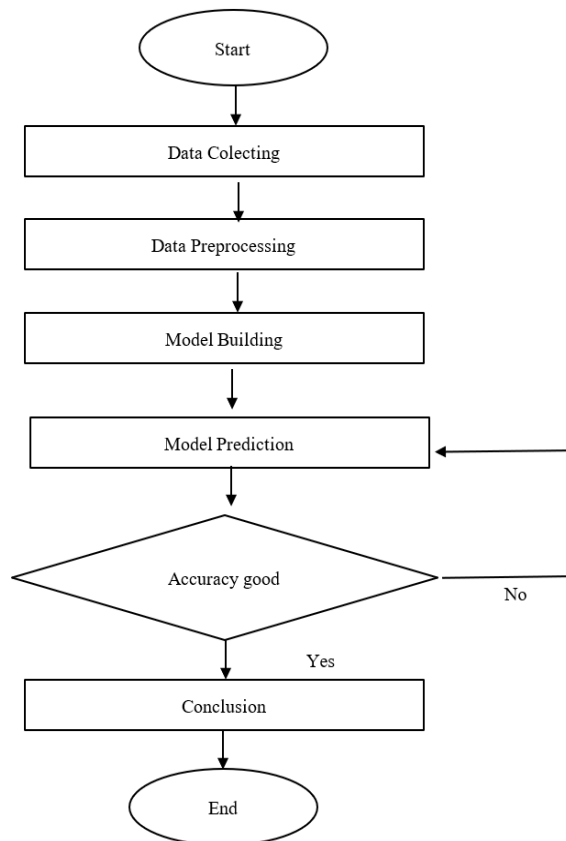 Start
Data Colecting
Data Preprocessing
Model Building
Model Prediction
Accuracy good
No
Yes
Conclusion
End